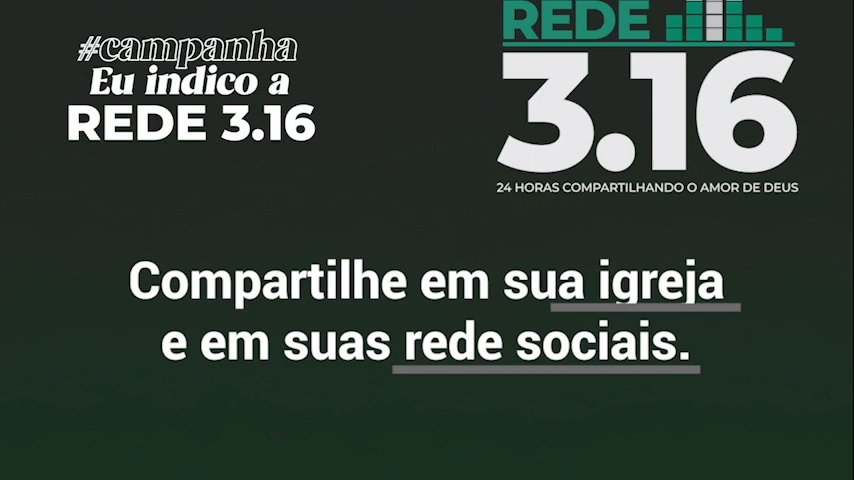 #campanha
Eu indico a
REDE 3.16
REDE
3.16
24 HORAS COMPARTILHANDO O AMOR DE DEUS
Compartilhe em sua igreja
e em suas rede sociais.